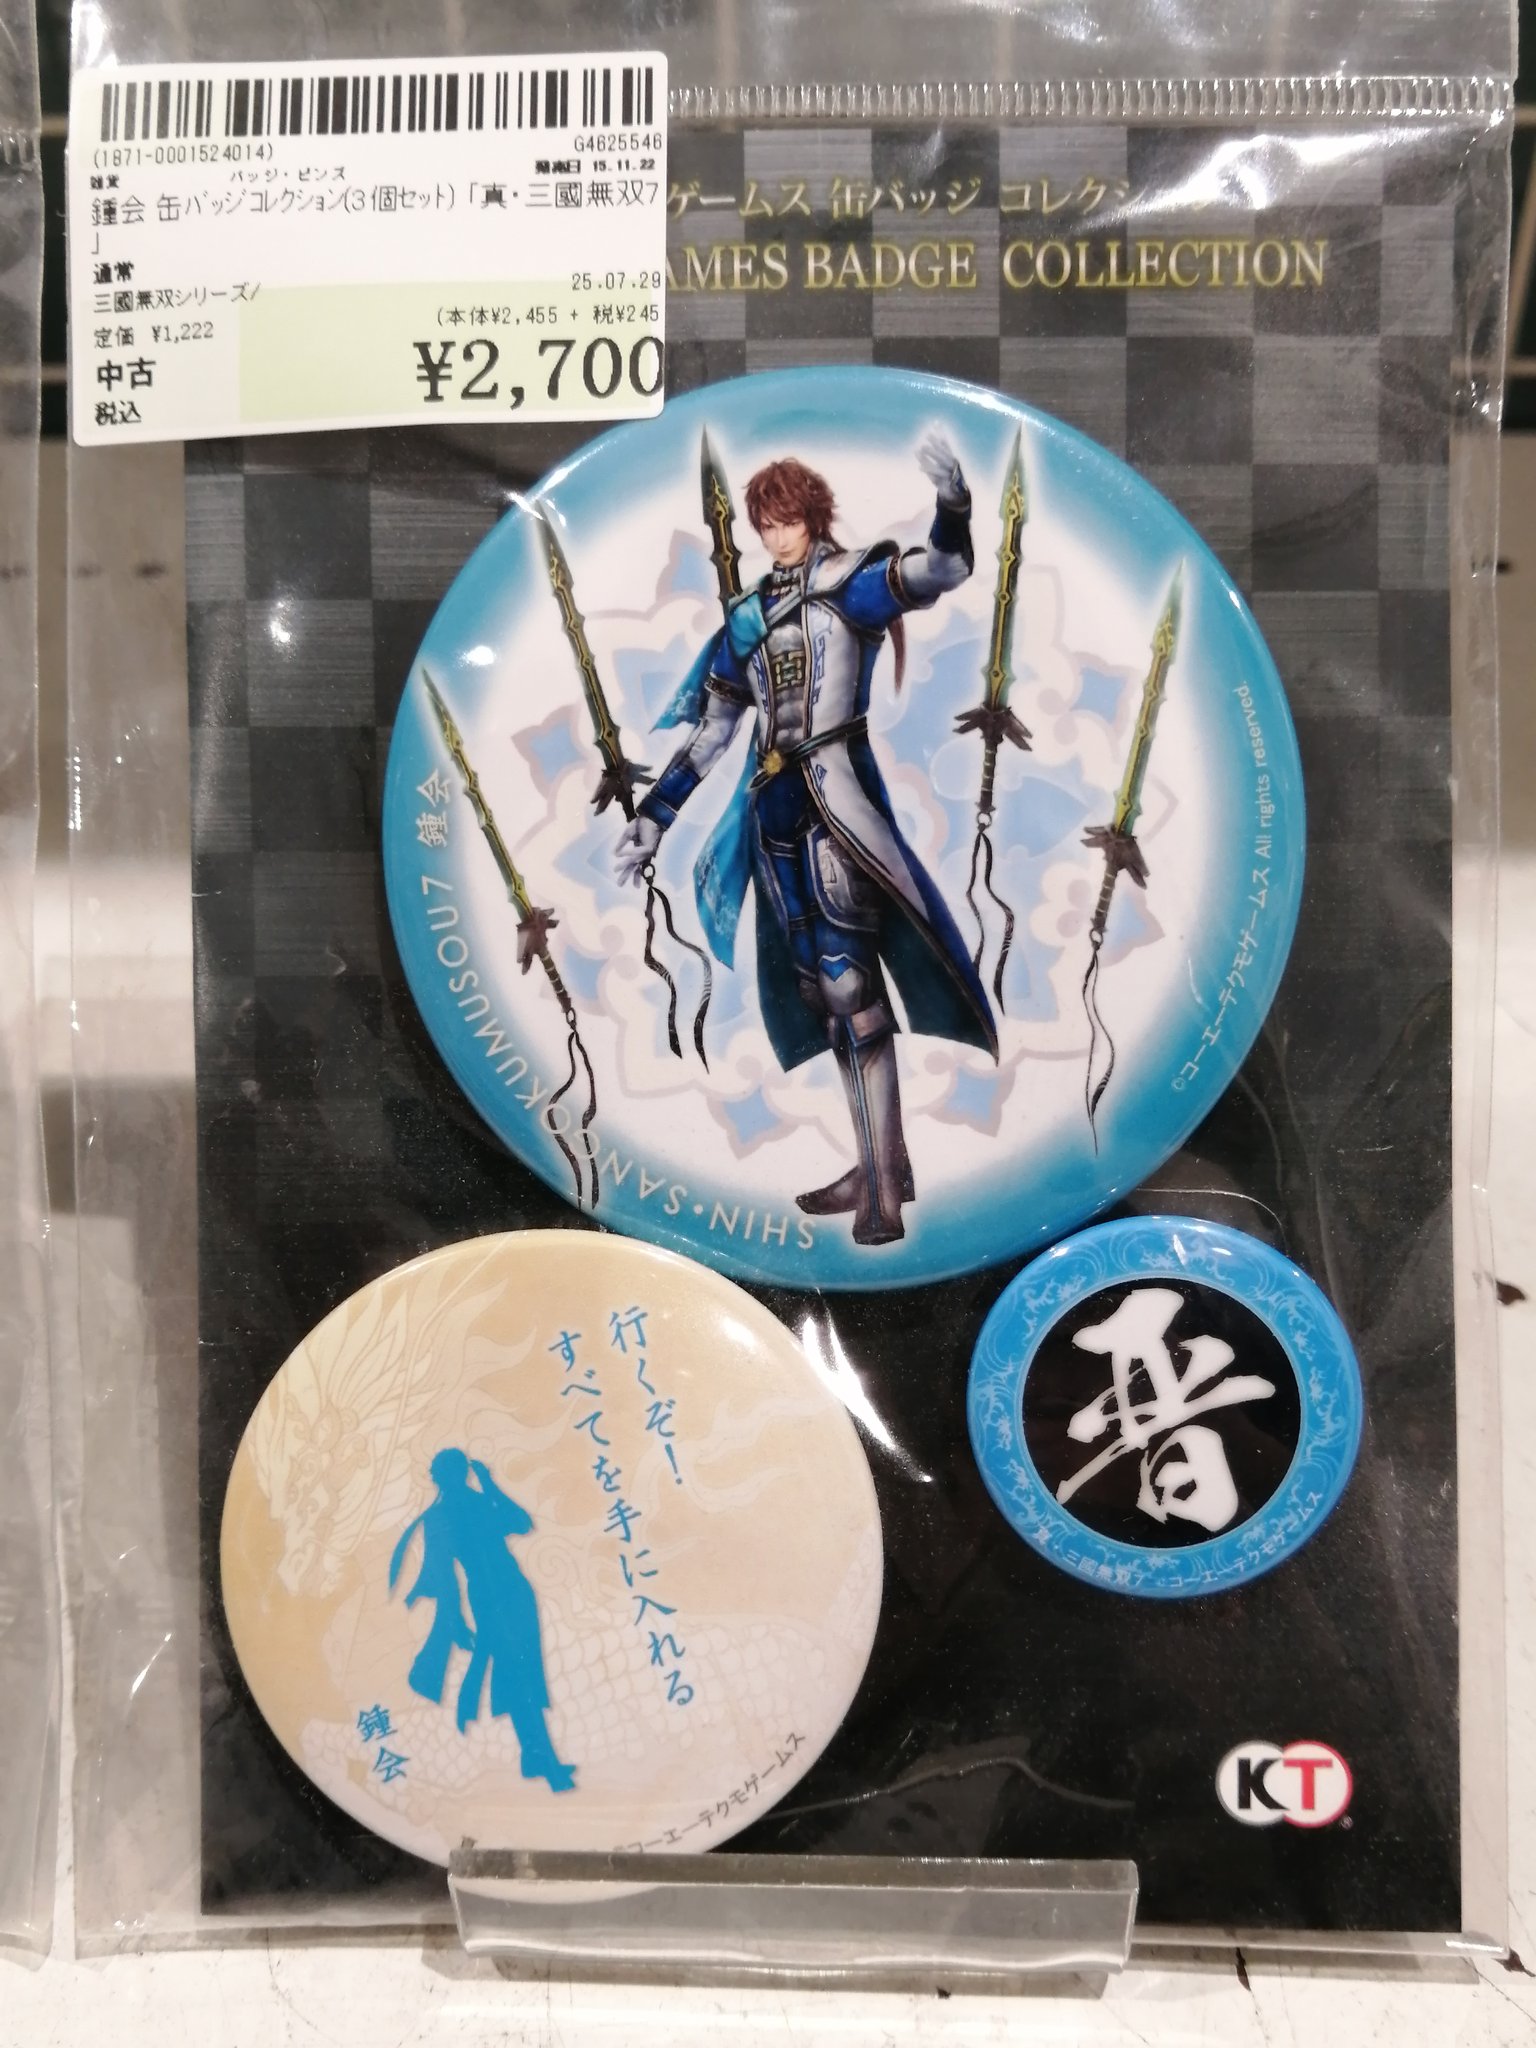 (1871-0001524014)
G4625546
発売日 15.11.22
雑貨
バッジ・ピンズ
鍾会 缶バッジコレクション(3個セット) 「真・三國無双7
」
通常
三國無双シリーズ/
25.07.29
定価 ¥1,222
(本体¥2,455 + 税¥245
中古
¥2,700
税込
ゲームス 缶バッジ コレクション
AMES BADGE COLLECTION
SHIN・SANGOKUMUSOU7 鍾会
©コーエーテクモゲームス All rights reserved.
行くぞ!
すべてを手に入れる
鍾会
©コーエーテクモゲームス
晋
真・三國無双7 ©コーエーテクモゲームス
KT